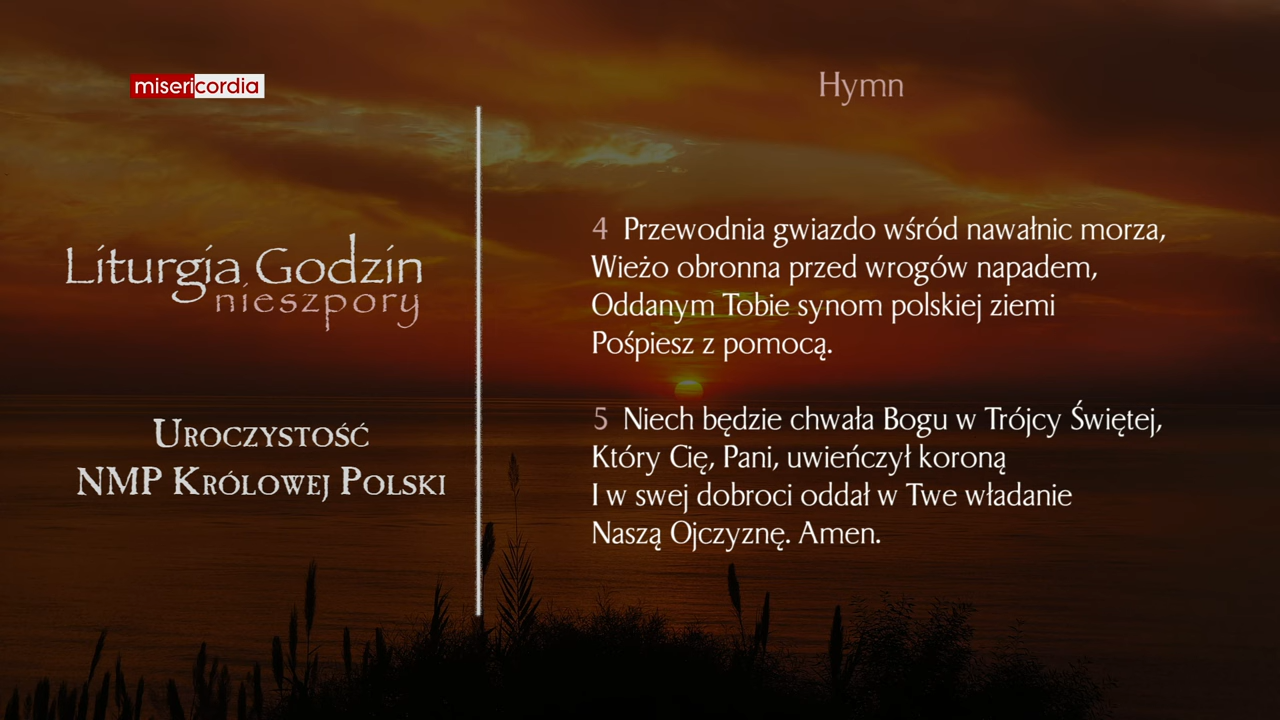 misericordia
Liturgia Godzin
nieszpory
Uroczystość
NMP Królowej Polski
Hymn
4 Przewodnia gwiazdo wśród nawałnic morza,
Wieżo obronna przed wrogów napadem,
Oddanym Tobie synom polskiej ziemi
Pośpiesz z pomocą.
5 Niech będzie chwała Bogu w Trójcy Świętej,
Który Cię, Pani, uwieńczył koroną
I w swej dobroci oddał w Twe władanie
Naszą Ojczyznę. Amen.